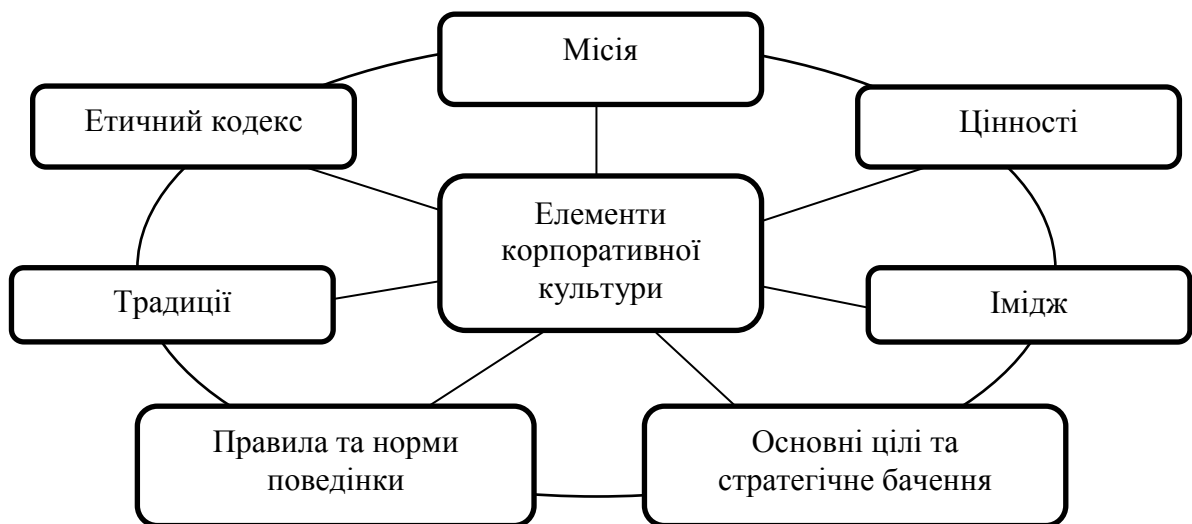 Місія
Етичний кодекс
Цінності
Елементи
корпоративної
культури
Традиції
Імідж
Правила та норми
поведінки
Основні цілі та
стратегічне бачення